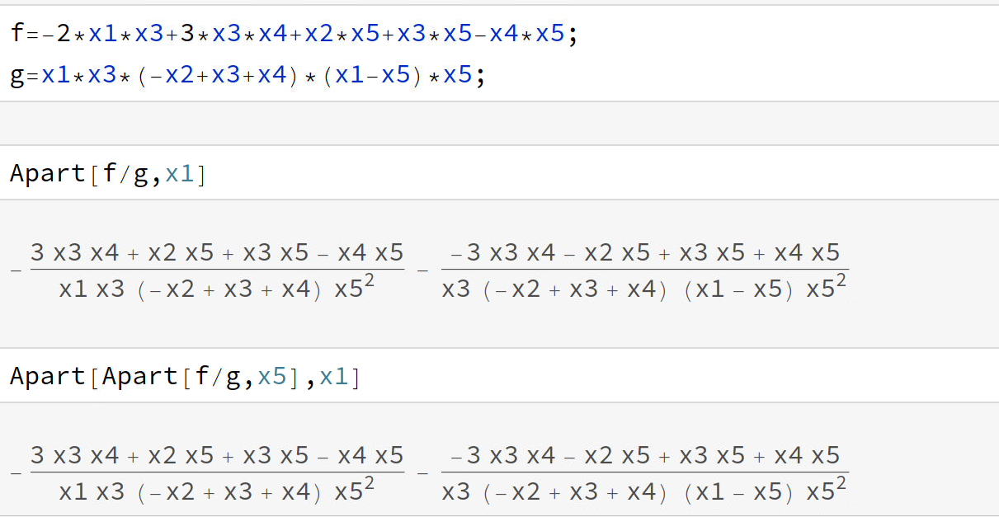 f=-2*x1*x3+3*x3*x4+x2*x5+x3*x5-x4*x5;
g=x1*x3*(-x2+x3+x4)*(x1-x5)*x5;
Apart[f/g,x1]
- (3 x3 x4 + x2 x5 + x3 x5 - x4 x5)/(x1 x3 (-x2 + x3 + x4) x5^2) - (-3 x3 x4 - x2 x5 + x3 x5 + x4 x5)/(x3 (-x2 + x3 + x4) (x1 - x5) x5^2)
Apart[Apart[f/g,x5],x1]
- (3 x3 x4 + x2 x5 + x3 x5 - x4 x5)/(x1 x3 (-x2 + x3 + x4) x5^2) - (-3 x3 x4 - x2 x5 + x3 x5 + x4 x5)/(x3 (-x2 + x3 + x4) (x1 - x5) x5^2)